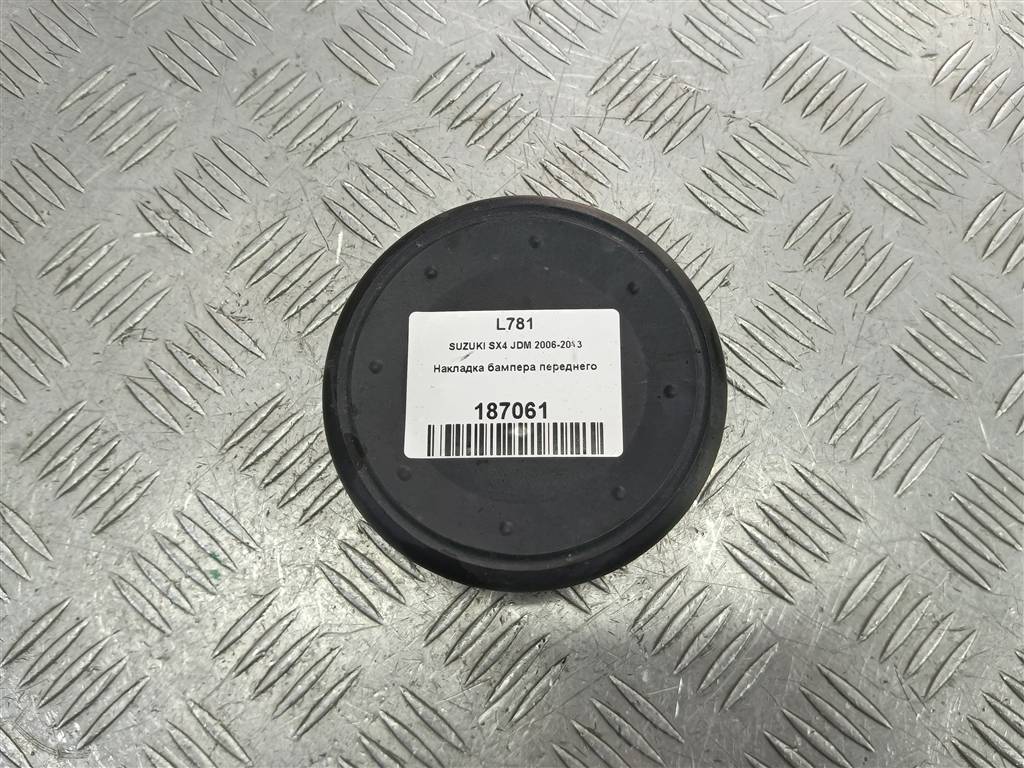 L781
SUZUKI SX4 JDM 2006-2013
Накладка бампера переднего
187061